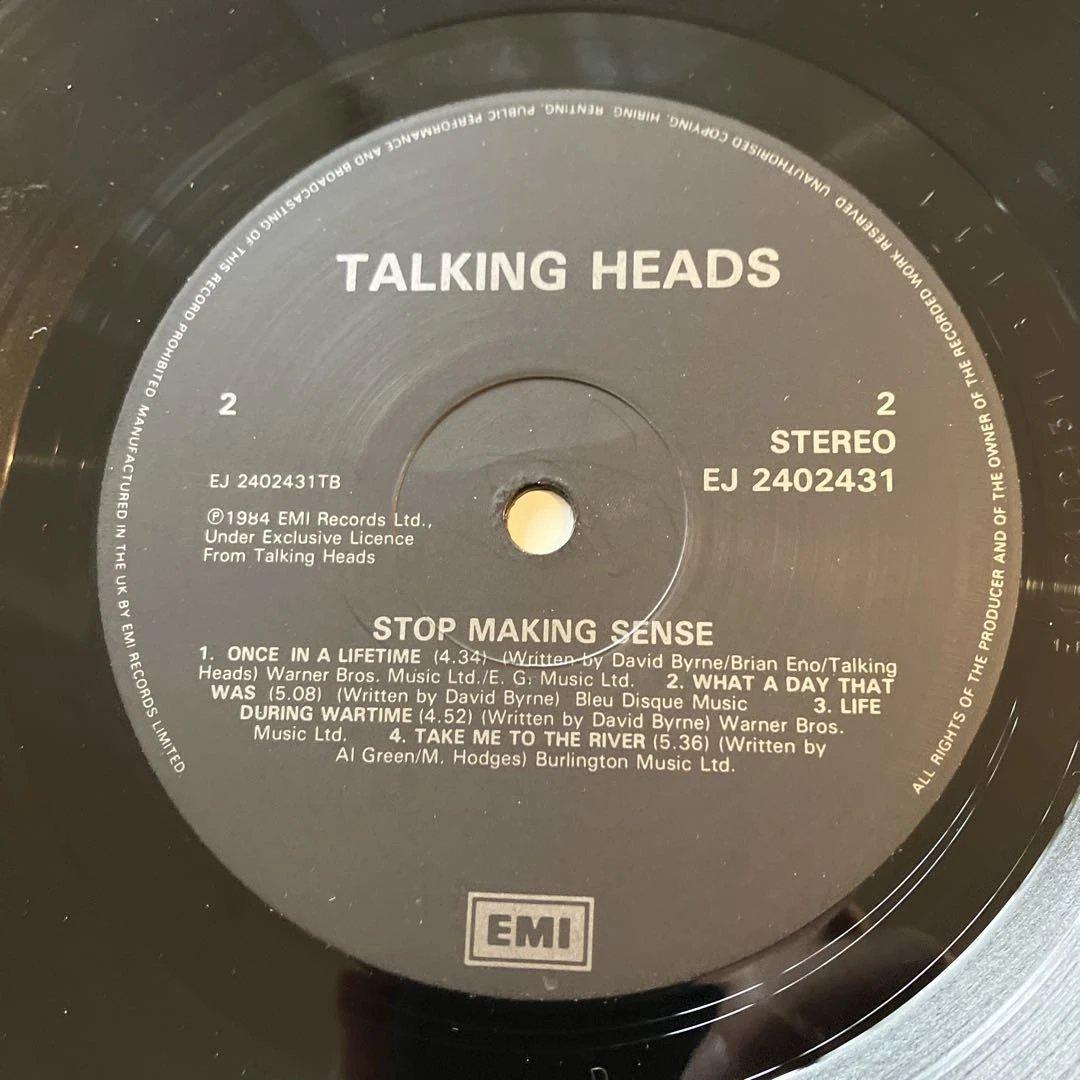 TALKING HEADS
2
2
STEREO
EJ 2402431TB
EJ 2402431
℗1984 EMI Records Ltd.,
Under Exclusive Licence
From Talking Heads
STOP MAKING SENSE
1. ONCE IN A LIFETIME (4.34) (Written by David Byrne/Brian Eno/Talking
Heads) Warner Bros. Music Ltd./E. G. Music Ltd. 2. WHAT A DAY THAT
WAS (5.08) (Written by David Byrne) Bleu Disque Music 3. LIFE
DURING WARTIME (4.52) (Written by David Byrne) Warner Bros.
Music Ltd. 4. TAKE ME TO THE RIVER (5.36) (Written by
Al Green/M. Hodges) Burlington Music Ltd.
EMI
ALL RIGHTS OF THE PRODUCER AND OF THE OWNER OF THE RECORDED WORK RESERVED UNAUTHORISED COPYING, HIRING, RENTING, PUBLIC PERFORMANCE AND BROADCASTING OF THIS RECORD PROHIBITED MANUFACTURED IN THE UK BY EMI RECORDS LIMITED